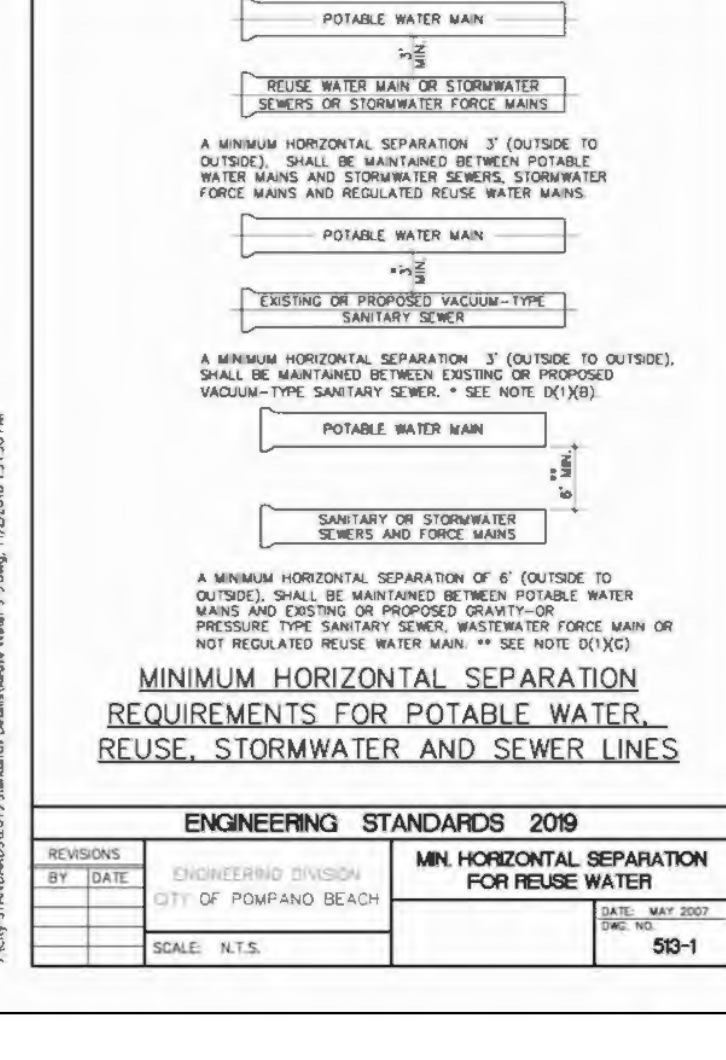 POTABLE WATER MAIN
3' MIN.
REUSE WATER MAIN OR STORMWATER
SEWERS OR STORMWATER FORCE MAINS
A MINIMUM HORIZONTAL SEPARATION 3' (OUTSIDE TO
OUTSIDE), SHALL BE MAINTAINED BETWEEN POTABLE
WATER MAINS AND STORMWATER SEWERS, STORMWATER
FORCE MAINS AND REGULATED REUSE WATER MAINS.
POTABLE WATER MAIN
*3' MIN.
EXISTING OR PROPOSED VACUUM-TYPE
SANITARY SEWER
A MINIMUM HORIZONTAL SEPARATION 3' (OUTSIDE TO OUTSIDE),
SHALL BE MAINTAINED BETWEEN EXISTING OR PROPOSED
VACUUM-TYPE SANITARY SEWER. * SEE NOTE D(1)(B)
POTABLE WATER MAIN
** 6' MIN.
SANITARY OR STORMWATER
SEWERS AND FORCE MAINS
A MINIMUM HORIZONTAL SEPARATION OF 6' (OUTSIDE TO
OUTSIDE), SHALL BE MAINTAINED BETWEEN POTABLE WATER
MAINS AND EXISTING OR PROPOSED GRAVITY-OR
PRESSURE TYPE SANITARY SEWER, WASTEWATER FORCE MAIN OR
NOT REGULATED REUSE WATER MAIN. ** SEE NOTE D(1)(C)
MINIMUM HORIZONTAL SEPARATION
REQUIREMENTS FOR POTABLE WATER,
REUSE, STORMWATER AND SEWER LINES
ENGINEERING STANDARDS 2019
REVISIONS
BY DATE
ENGINEERING DIVISION
CITY OF POMPANO BEACH
SCALE: N.T.S.
MIN. HORIZONTAL SEPARATION
FOR REUSE WATER
DATE: MAY 2007
DWG. NO.
513-1